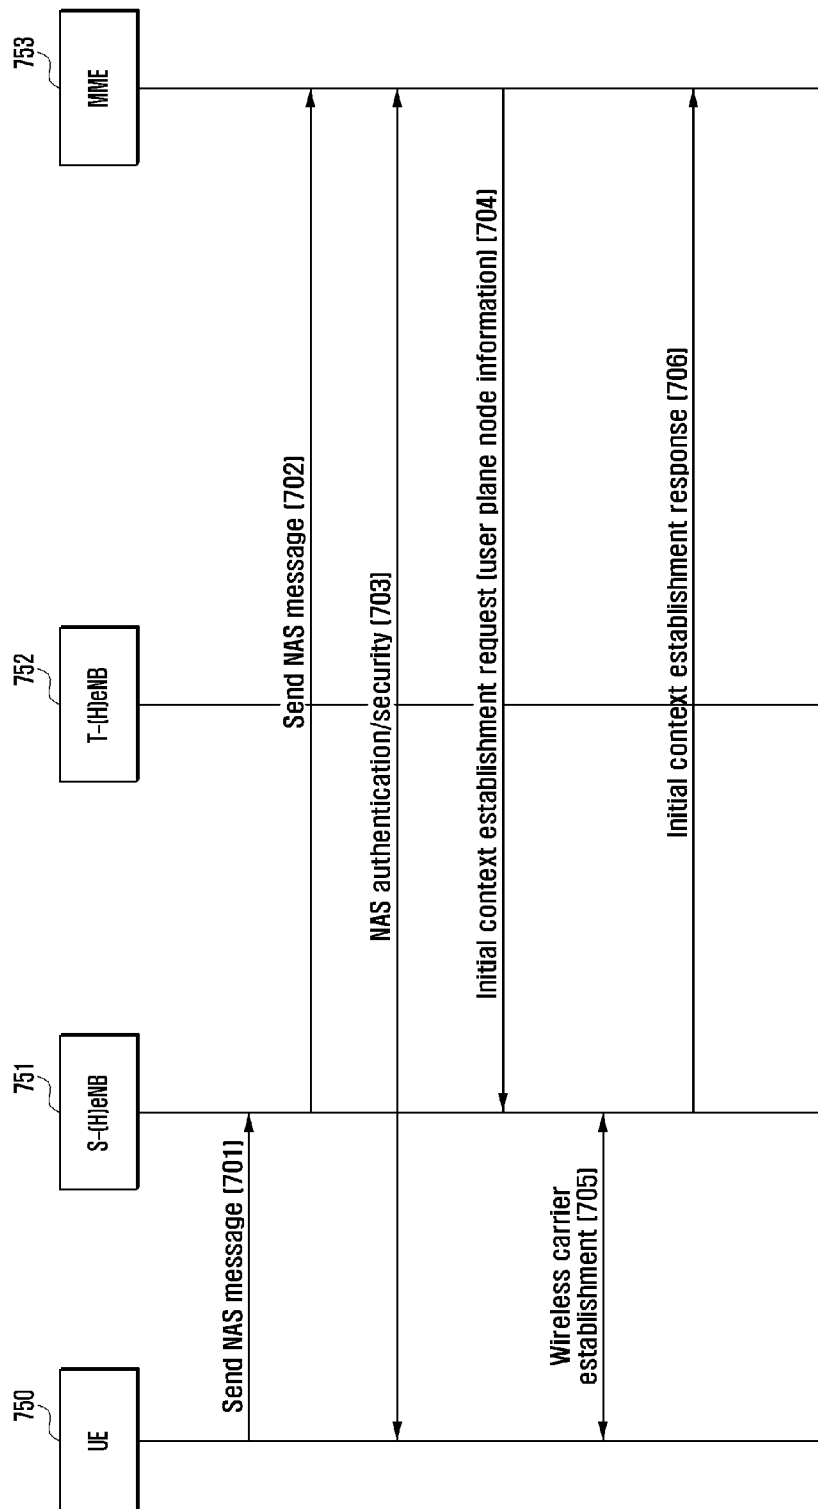 750
UE
751
S-(H)eNB
752
T-(H)eNB
753
MME
Send NAS message (701)
Send NAS message (702)
NAS authentication/security (703)
Initial context establishment request (user plane node information) (704)
Wireless carrier
establishment (705)
Initial context establishment response (706)